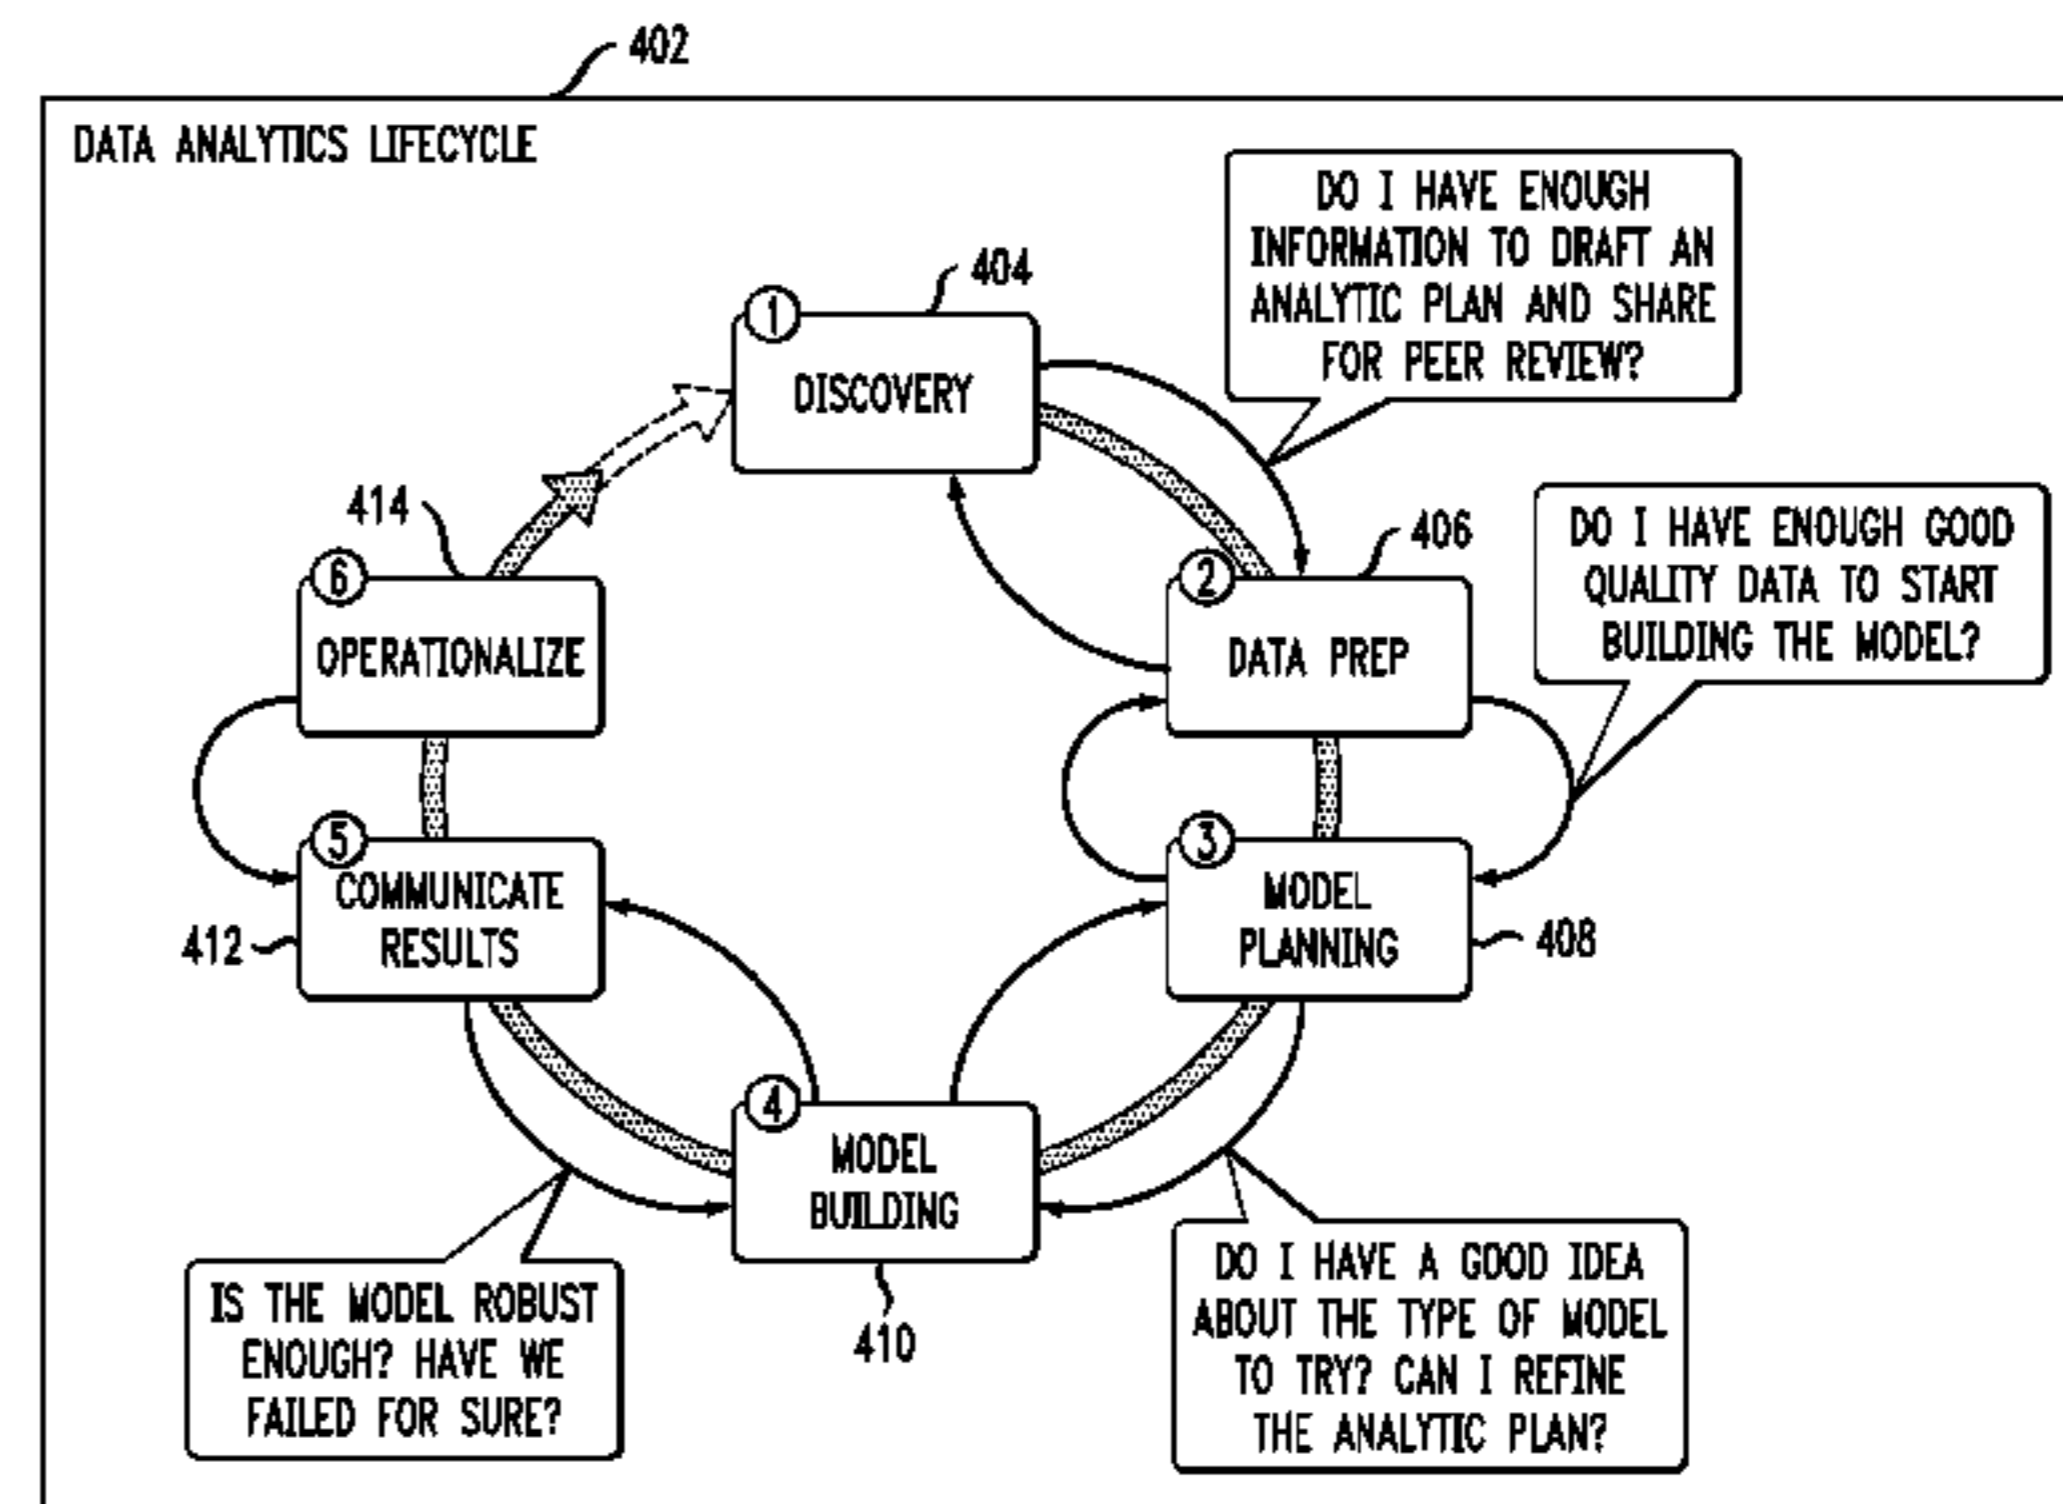 402
DATA ANALYTICS LIFECYCLE
DO I HAVE ENOUGH
INFORMATION TO DRAFT AN
ANALYTIC PLAN AND SHARE
FOR PEER REVIEW?
404
1
DISCOVERY
414
406
DO I HAVE ENOUGH GOOD
QUALITY DATA TO START
BUILDING THE MODEL?
6
OPERATIONALIZE
2
DATA PREP
5
COMMUNICATE
RESULTS
412
3
MODEL
PLANNING
408
4
MODEL
BUILDING
410
IS THE MODEL ROBUST
ENOUGH? HAVE WE
FAILED FOR SURE?
DO I HAVE A GOOD IDEA
ABOUT THE TYPE OF MODEL
TO TRY? CAN I REFINE
THE ANALYTIC PLAN?